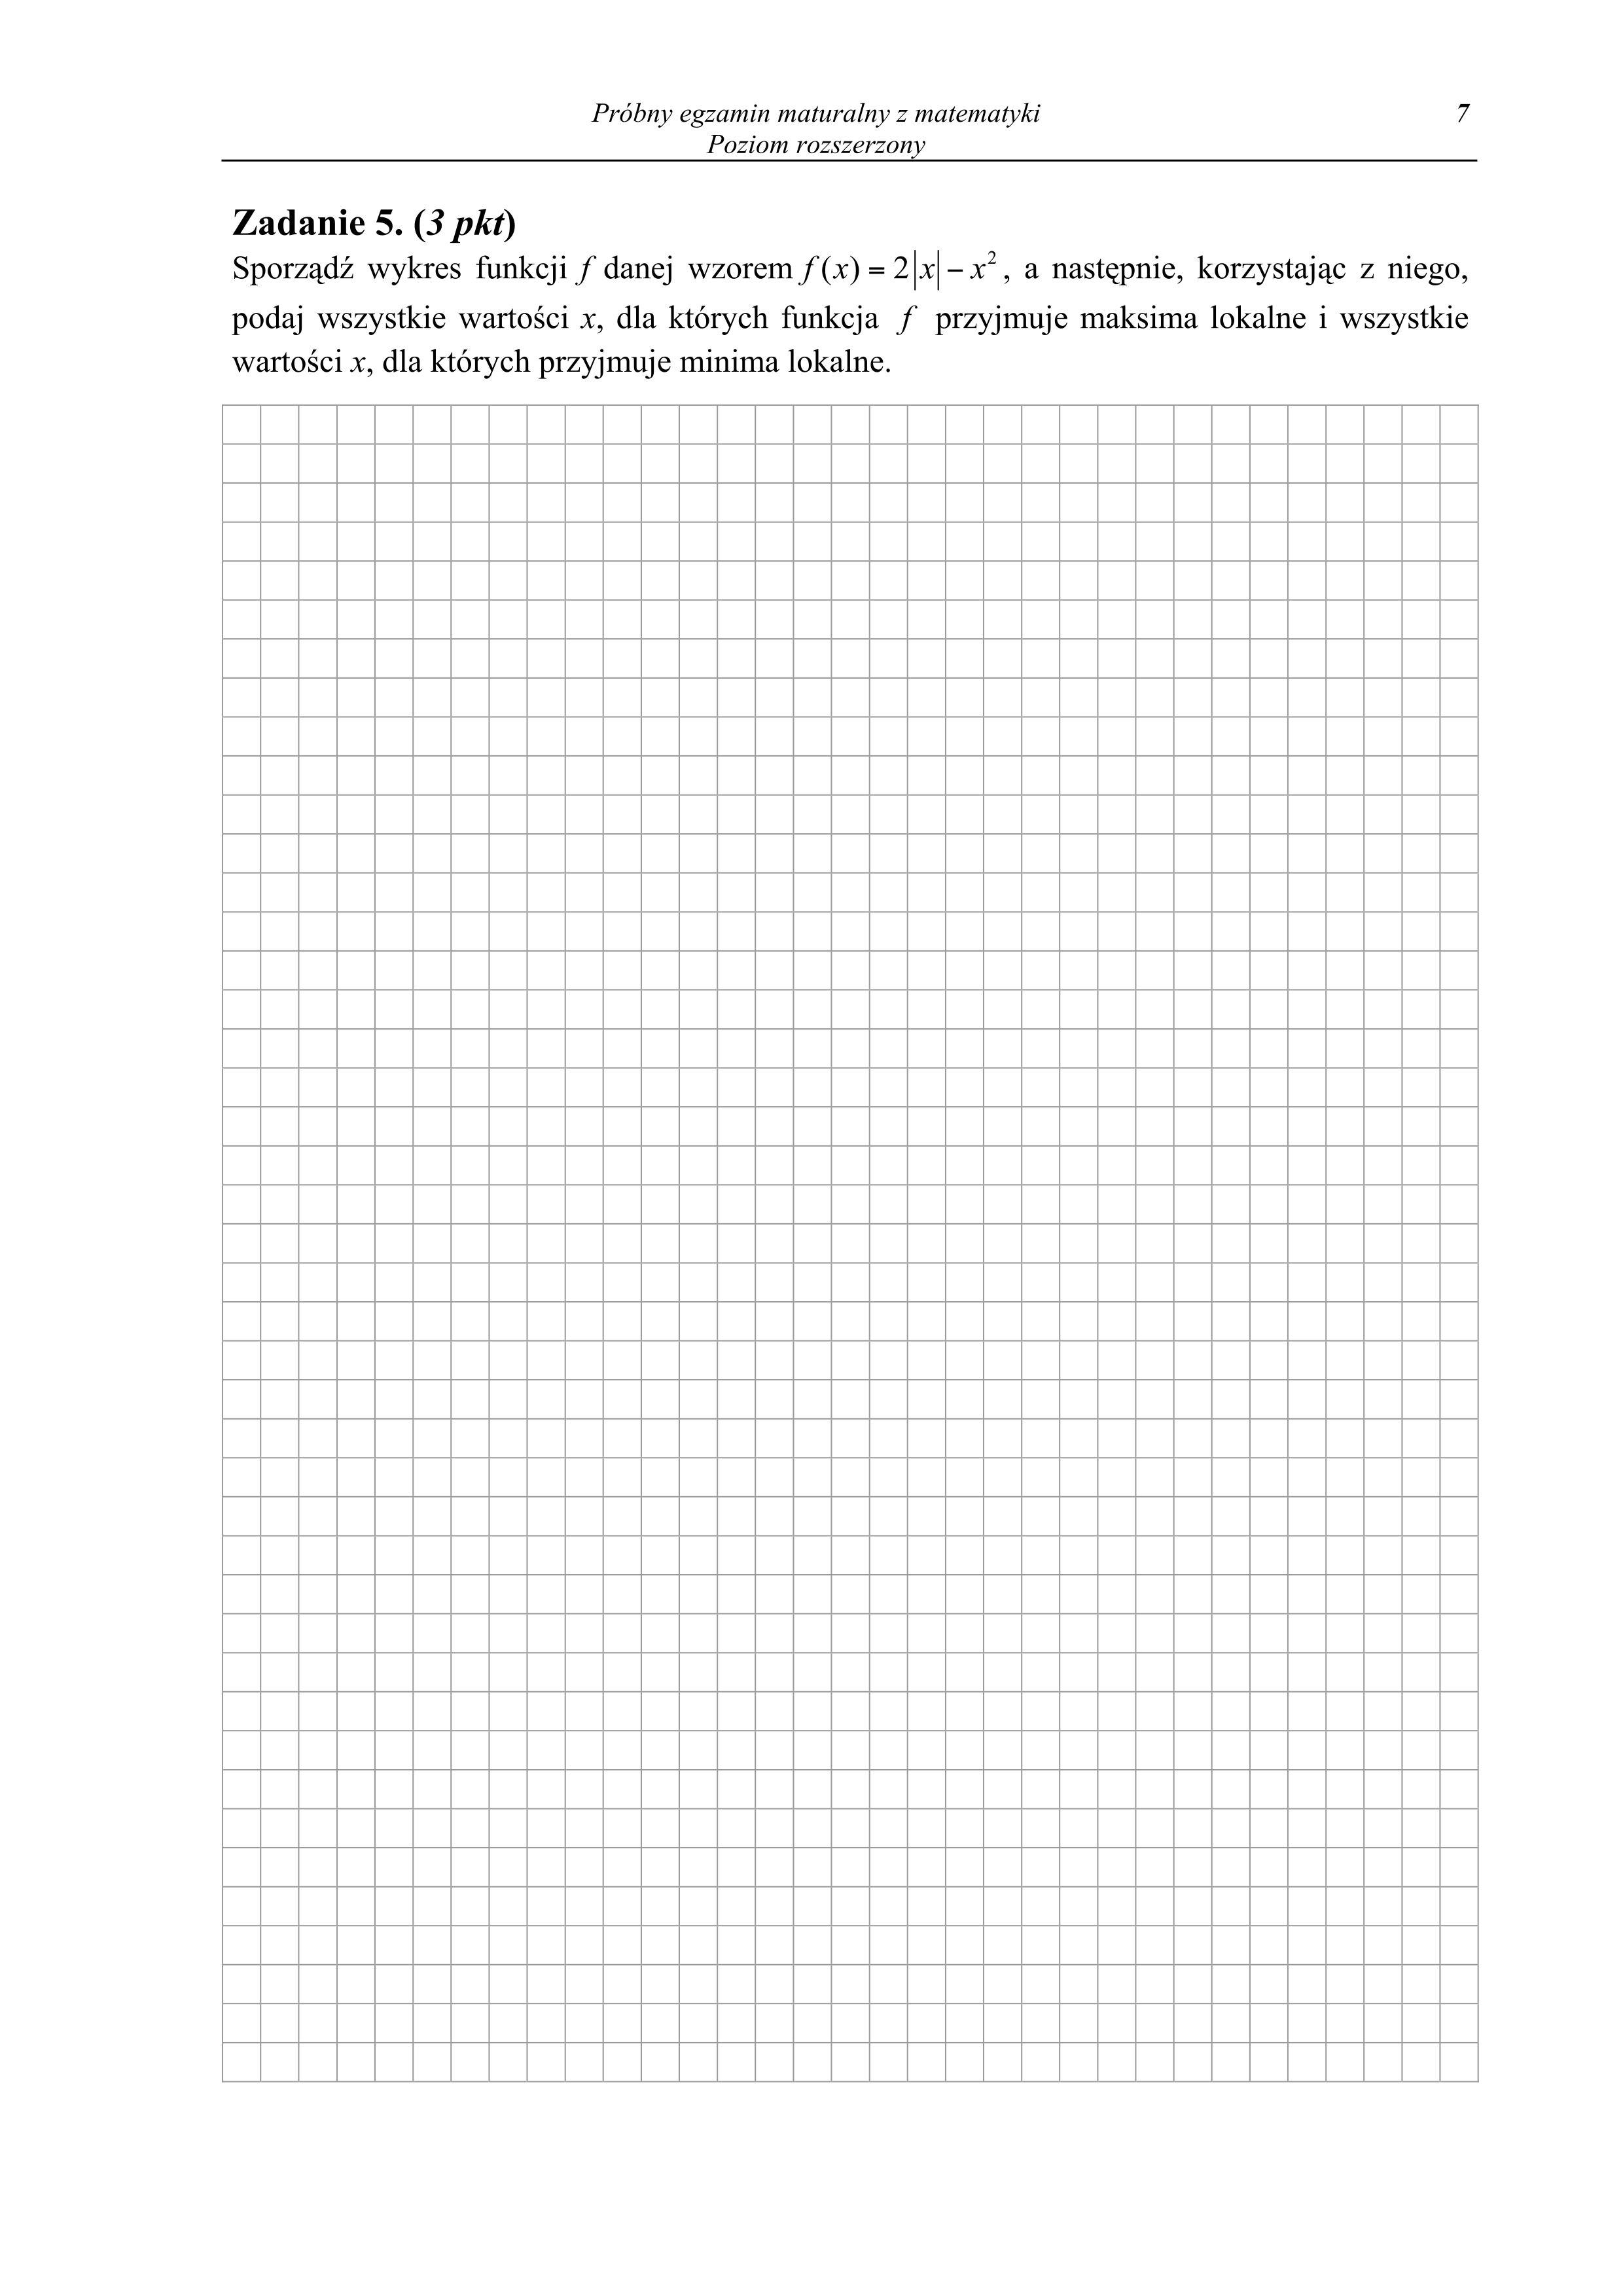 Próbny egzamin maturalny z matematyki 7
Poziom rozszerzony
Zadanie 5. (3 pkt)
Sporządź wykres funkcji f danej wzorem f(x) = 2|x| − x², a następnie, korzystając z niego,
podaj wszystkie wartości x, dla których funkcja f przyjmuje maksima lokalne i wszystkie
wartości x, dla których przyjmuje minima lokalne.